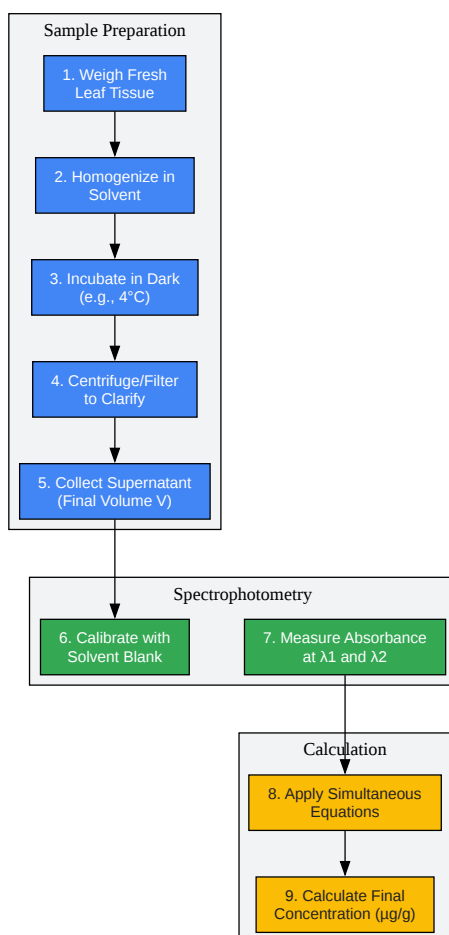 Sample Preparation
1. Weigh Fresh
Leaf Tissue
2. Homogenize in
Solvent
3. Incubate in Dark
(e.g., 4°C)
4. Centrifuge/Filter
to Clarify
5. Collect Supernatant
(Final Volume V)
Spectrophotometry
6. Calibrate with
Solvent Blank
7. Measure Absorbance
at λ1 and λ2
Calculation
8. Apply Simultaneous
Equations
9. Calculate Final
Concentration (µg/g)